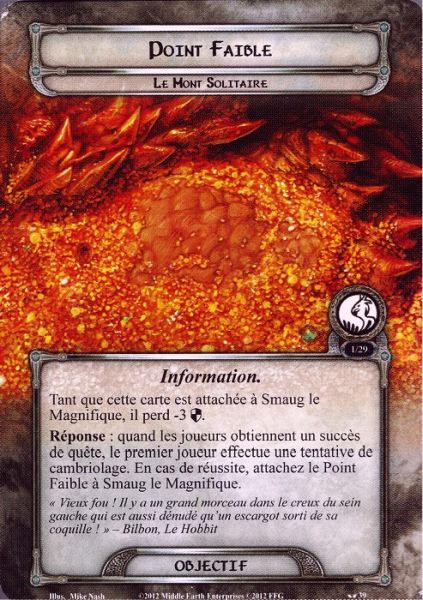 Point Faible
Le Mont Solitaire
1/29
Information.
Tant que cette carte est attachée à Smaug le
Magnifique, il perd -3
Réponse : quand les joueurs obtiennent un succès
de quête, le premier joueur effectue une tentative de
cambriolage. En cas de réussite, attachez le Point
Faible à Smaug le Magnifique.
« Vieux fou ! Il y a un grand morceau dans le creux du sein
gauche qui est aussi dénudé qu'un escargot sorti de sa
coquille ! » – Bilbon, Le Hobbit
OBJECTIF
Illus. Mike Nash ©2012 Middle Earth Enterprises ©2012 FFG 39